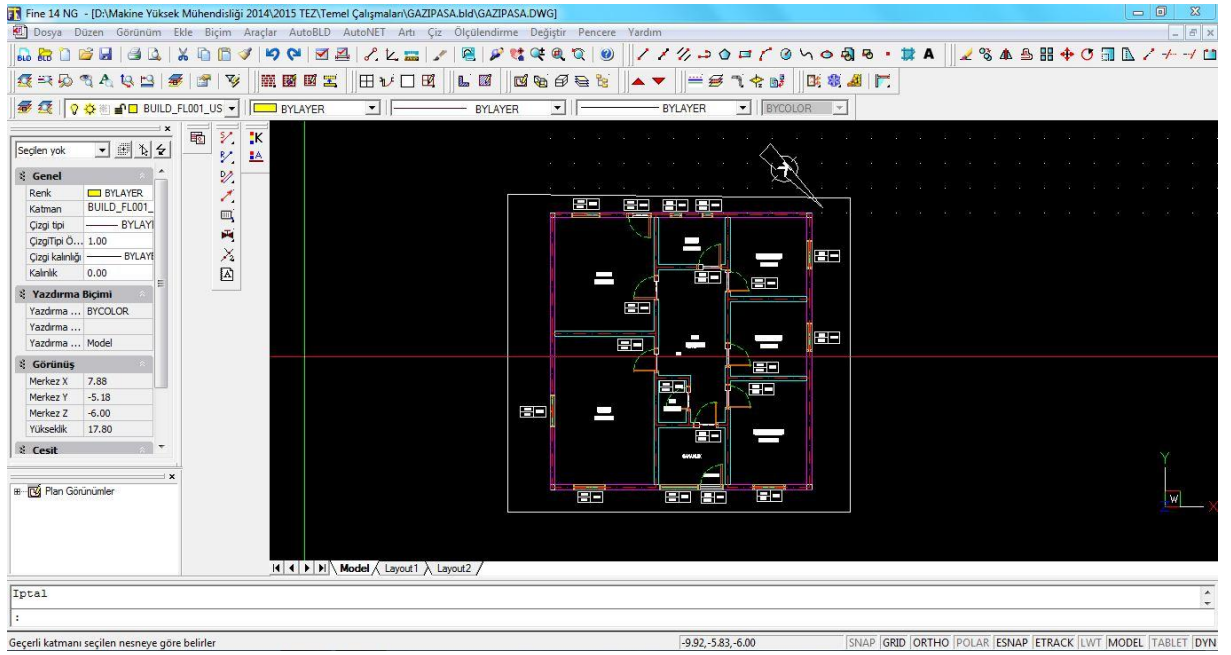 Fine 14 NG - [D:\Makine Yüksek Mühendisliği 2014\2015 TEZ\Temel Çalışmaları\GAZIPASA.bld\GAZIPASA.DWG]
Dosya Düzen Görünüm Ekle Biçim Araçlar AutoBLD AutoNET Artı Çiz Ölçülendirme Değiştir Pencere Yardım
BUILD_FL001_US BYLAYER BYLAYER BYLAYER BYCOLOR
Seçilen yok
Genel
Renk BYLAYER
Katman BUILD_FL001_
Çizgi tipi BYLAYI
ÇizgiTipi Ö... 1.00
Çizgi kalınlığı BYLAYE
Kalınlık 0.00
Yazdırma Biçimi
Yazdırma ... BYCOLOR
Yazdırma ...
Yazdırma ... Model
Görünüş
Merkez X 7.88
Merkez Y -5.18
Merkez Z -6.00
Yükseklik 17.80
Cesit
Plan Görünümler
Y
W
X
Model Layout1 Layout2
Iptal
:
Geçerli katmanı seçilen nesneye göre belirler -9.92,-5.83,-6.00 SNAP GRID ORTHO POLAR ESNAP ETRACK LWT MODEL TABLET DYN